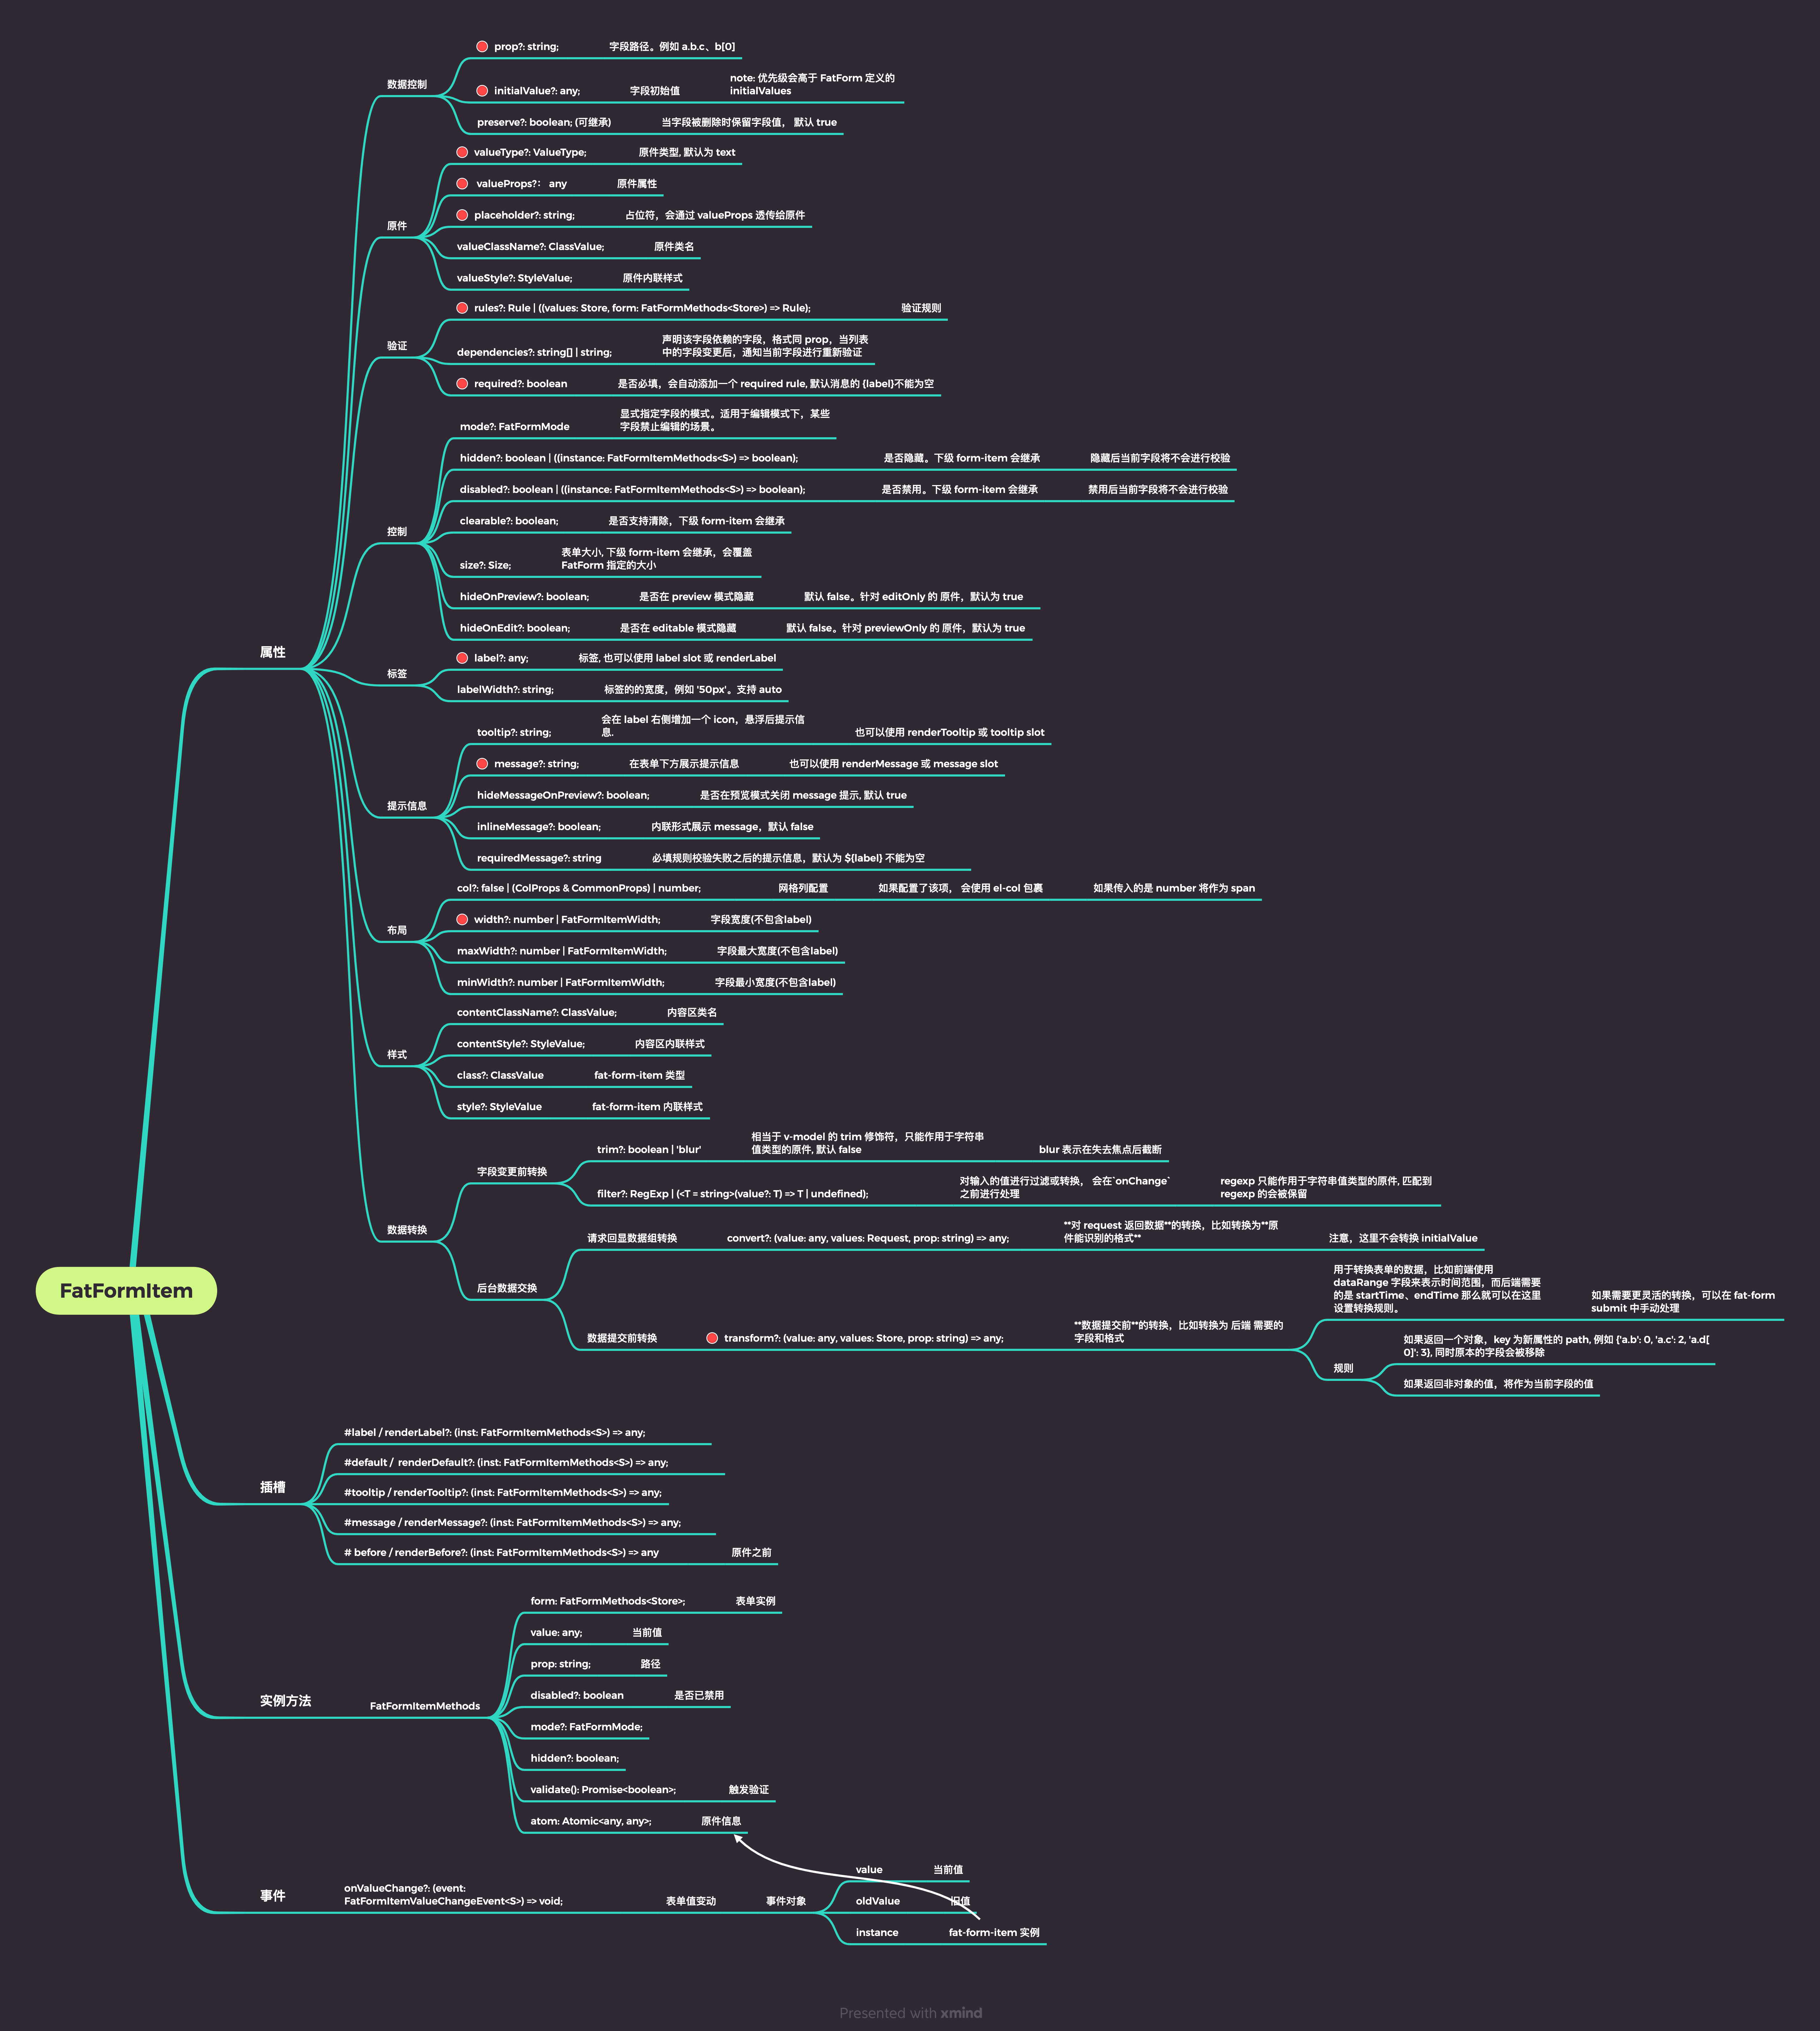 FatFormItem
属性
数据控制
prop?: string;
字段路径。例如 a.b.c、b[0]
initialValue?: any;
字段初始值
note: 优先级会高于 FatForm 定义的
initialValues
preserve?: boolean; (可继承)
当字段被删除时保留字段值， 默认 true
原件
valueType?: ValueType;
原件类型, 默认为 text
valueProps?： any
原件属性
placeholder?: string;
占位符，会通过 valueProps 透传给原件
valueClassName?: ClassValue;
原件类名
valueStyle?: StyleValue;
原件内联样式
验证
rules?: Rule | ((values: Store, form: FatFormMethods<Store>) => Rule);
验证规则
dependencies?: string[] | string;
声明该字段依赖的字段，格式同 prop，当列表
中的字段变更后，通知当前字段进行重新验证
required?: boolean
是否必填，会自动添加一个 required rule, 默认消息的 {label}不能为空
控制
mode?: FatFormMode
显式指定字段的模式。适用于编辑模式下，某些
字段禁止编辑的场景。
hidden?: boolean | ((instance: FatFormItemMethods<S>) => boolean);
是否隐藏。下级 form-item 会继承
隐藏后当前字段将不会进行校验
disabled?: boolean | ((instance: FatFormItemMethods<S>) => boolean);
是否禁用。下级 form-item 会继承
禁用后当前字段将不会进行校验
clearable?: boolean;
是否支持清除，下级 form-item 会继承
size?: Size;
表单大小, 下级 form-item 会继承，会覆盖
FatForm 指定的大小
hideOnPreview?: boolean;
是否在 preview 模式隐藏
默认 false。针对 editOnly 的 原件，默认为 true
hideOnEdit?: boolean;
是否在 editable 模式隐藏
默认 false。针对 previewOnly 的 原件，默认为 true
标签
label?: any;
标签, 也可以使用 label slot 或 renderLabel
labelWidth?: string;
标签的的宽度，例如 '50px'。支持 auto
提示信息
tooltip?: string;
会在 label 右侧增加一个 icon，悬浮后提示信
息.
也可以使用 renderTooltip 或 tooltip slot
message?: string;
在表单下方展示提示信息
也可以使用 renderMessage 或 message slot
hideMessageOnPreview?: boolean;
是否在预览模式关闭 message 提示, 默认 true
inlineMessage?: boolean;
内联形式展示 message，默认 false
requiredMessage?: string
必填规则校验失败之后的提示信息，默认为 ${label} 不能为空
布局
col?: false | (ColProps & CommonProps) | number;
网格列配置
如果配置了该项， 会使用 el-col 包裹
如果传入的是 number 将作为 span
width?: number | FatFormItemWidth;
字段宽度(不包含label)
maxWidth?: number | FatFormItemWidth;
字段最大宽度(不包含label)
minWidth?: number | FatFormItemWidth;
字段最小宽度(不包含label)
样式
contentClassName?: ClassValue;
内容区类名
contentStyle?: StyleValue;
内容区内联样式
class?: ClassValue
fat-form-item 类型
style?: StyleValue
fat-form-item 内联样式
数据转换
字段变更前转换
trim?: boolean | 'blur'
相当于 v-model 的 trim 修饰符，只能作用于字符串
值类型的原件, 默认 false
blur 表示在失去焦点后截断
filter?: RegExp | (<T = string>(value?: T) => T | undefined);
对输入的值进行过滤或转换， 会在`onChange`
之前进行处理
regexp 只能作用于字符串值类型的原件, 匹配到
regexp 的会被保留
后台数据交换
请求回显数据组转换
convert?: (value: any, values: Request, prop: string) => any;
**对 request 返回数据**的转换，比如转换为**原
件能识别的格式**
注意，这里不会转换 initialValue
数据提交前转换
transform?: (value: any, values: Store, prop: string) => any;
**数据提交前**的转换，比如转换为 后端 需要的
字段和格式
用于转换表单的数据，比如前端使用
dataRange 字段来表示时间范围，而后端需要
的是 startTime、endTime 那么就可以在这里
设置转换规则。
如果需要更灵活的转换，可以在 fat-form
submit 中手动处理
规则
如果返回一个对象，key 为新属性的 path, 例如 {'a.b': 0, 'a.c': 2, 'a.d[
0]': 3}, 同时原本的字段会被移除
如果返回非对象的值，将作为当前字段的值
插槽
#label / renderLabel?: (inst: FatFormItemMethods<S>) => any;
#default /  renderDefault?: (inst: FatFormItemMethods<S>) => any;
#tooltip / renderTooltip?: (inst: FatFormItemMethods<S>) => any;
#message / renderMessage?: (inst: FatFormItemMethods<S>) => any;
# before / renderBefore?: (inst: FatFormItemMethods<S>) => any
原件之前
实例方法
FatFormItemMethods
form: FatFormMethods<Store>;
表单实例
value: any;
当前值
prop: string;
路径
disabled?: boolean
是否已禁用
mode?: FatFormMode;
hidden?: boolean;
validate(): Promise<boolean>;
触发验证
atom: Atomic<any, any>;
原件信息
事件
onValueChange?: (event:
FatFormItemValueChangeEvent<S>) => void;
表单值变动
事件对象
value
当前值
oldValue
旧值
instance
fat-form-item 实例
Presented with xmind